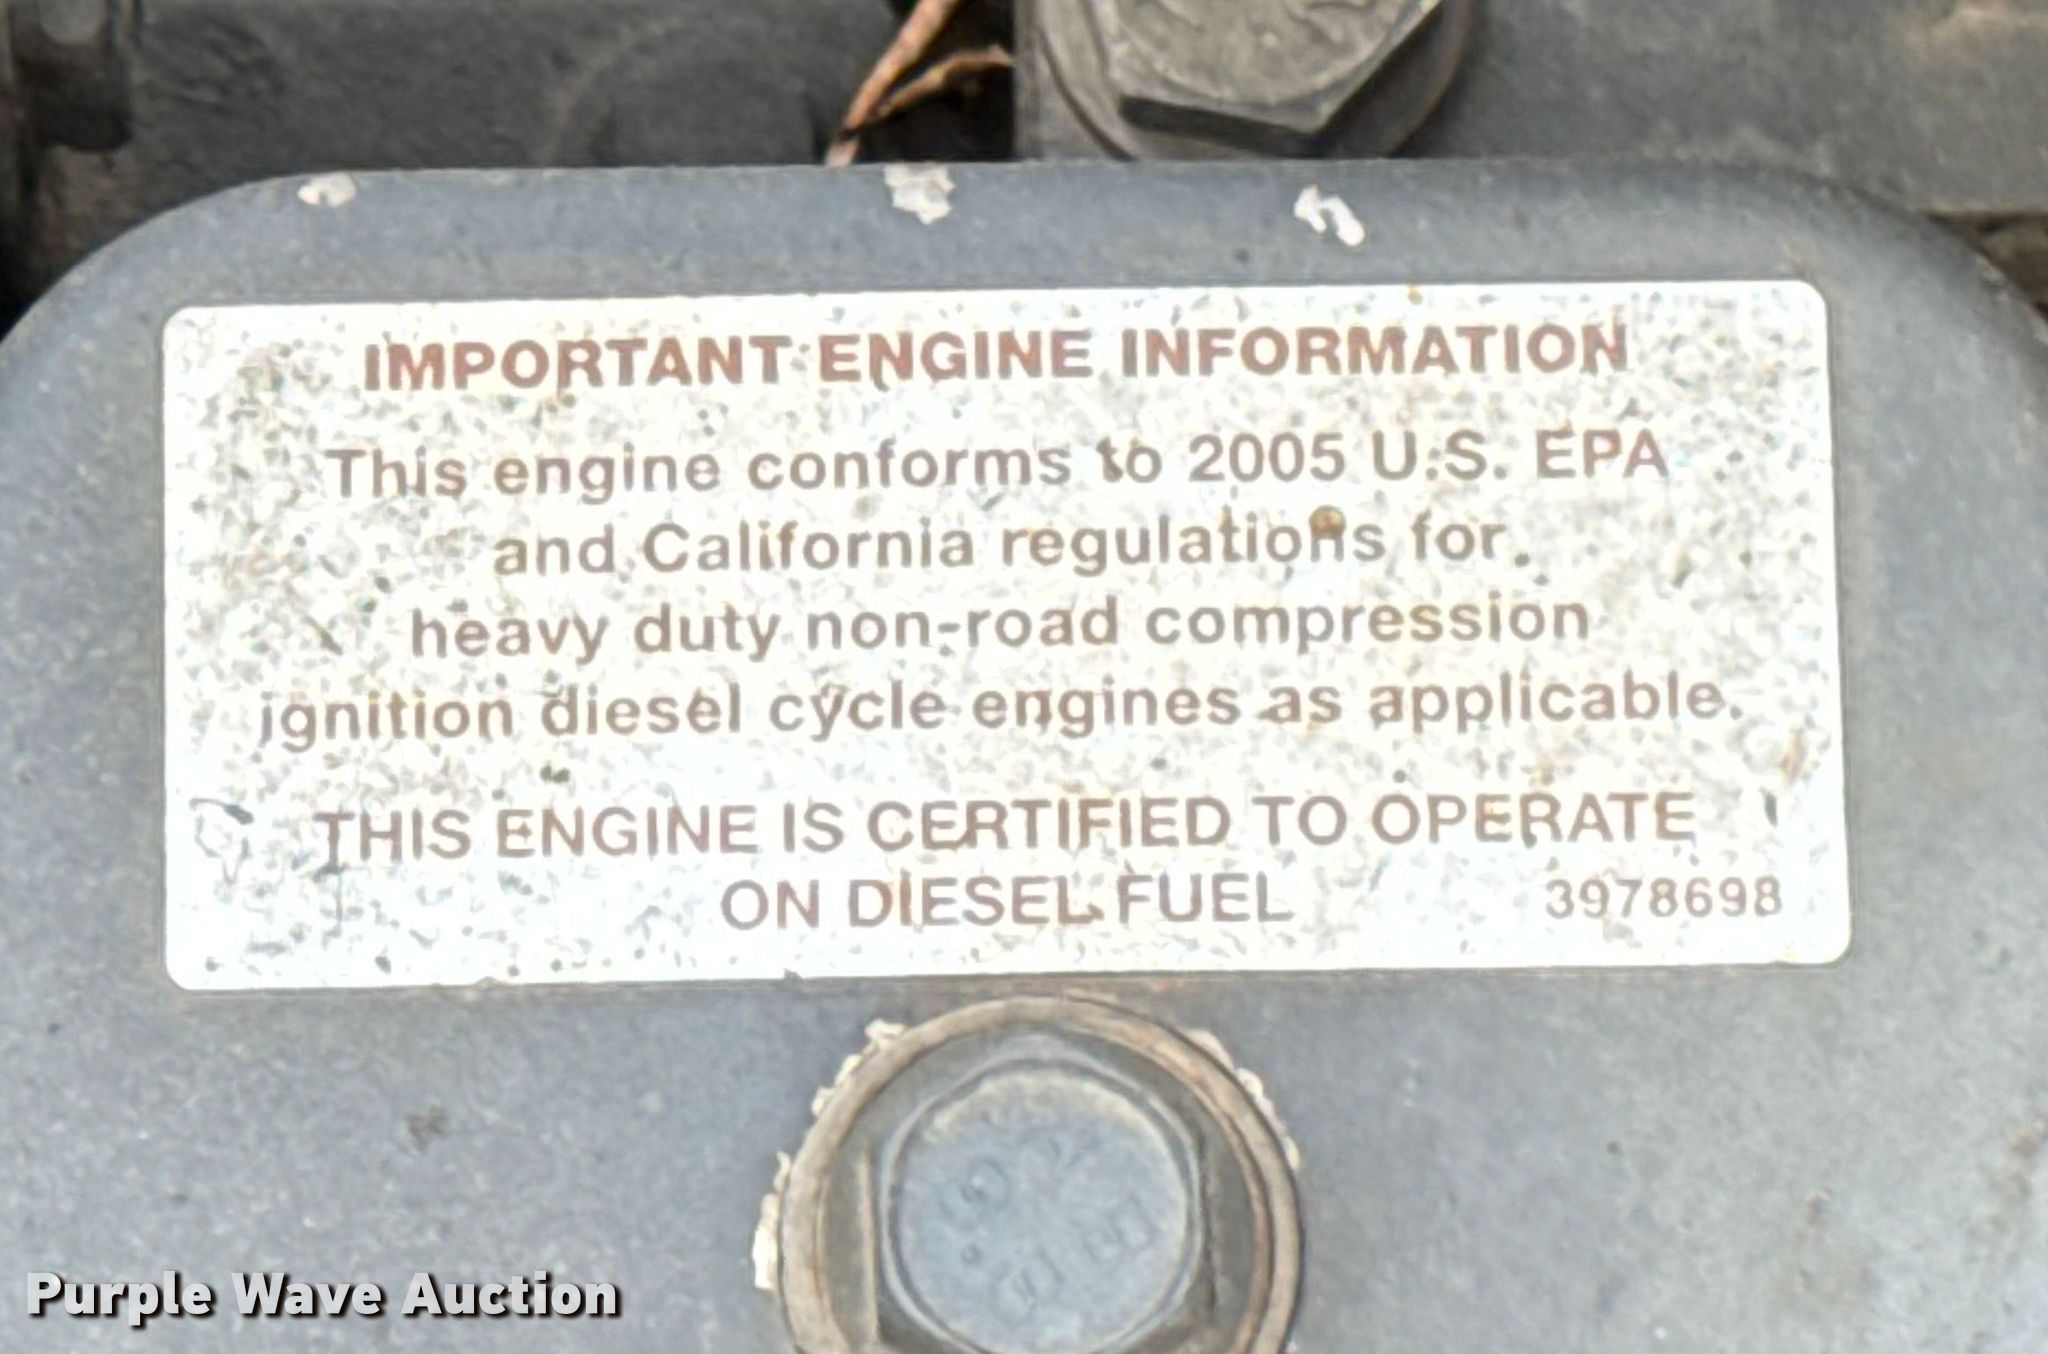 IMPORTANT ENGINE INFORMATION
This engine conforms to 2005 U.S. EPA
and California regulations for
heavy duty non-road compression
ignition diesel cycle engines as applicable.
THIS ENGINE IS CERTIFIED TO OPERATE
ON DIESEL FUEL 3978698
Purple Wave Auction